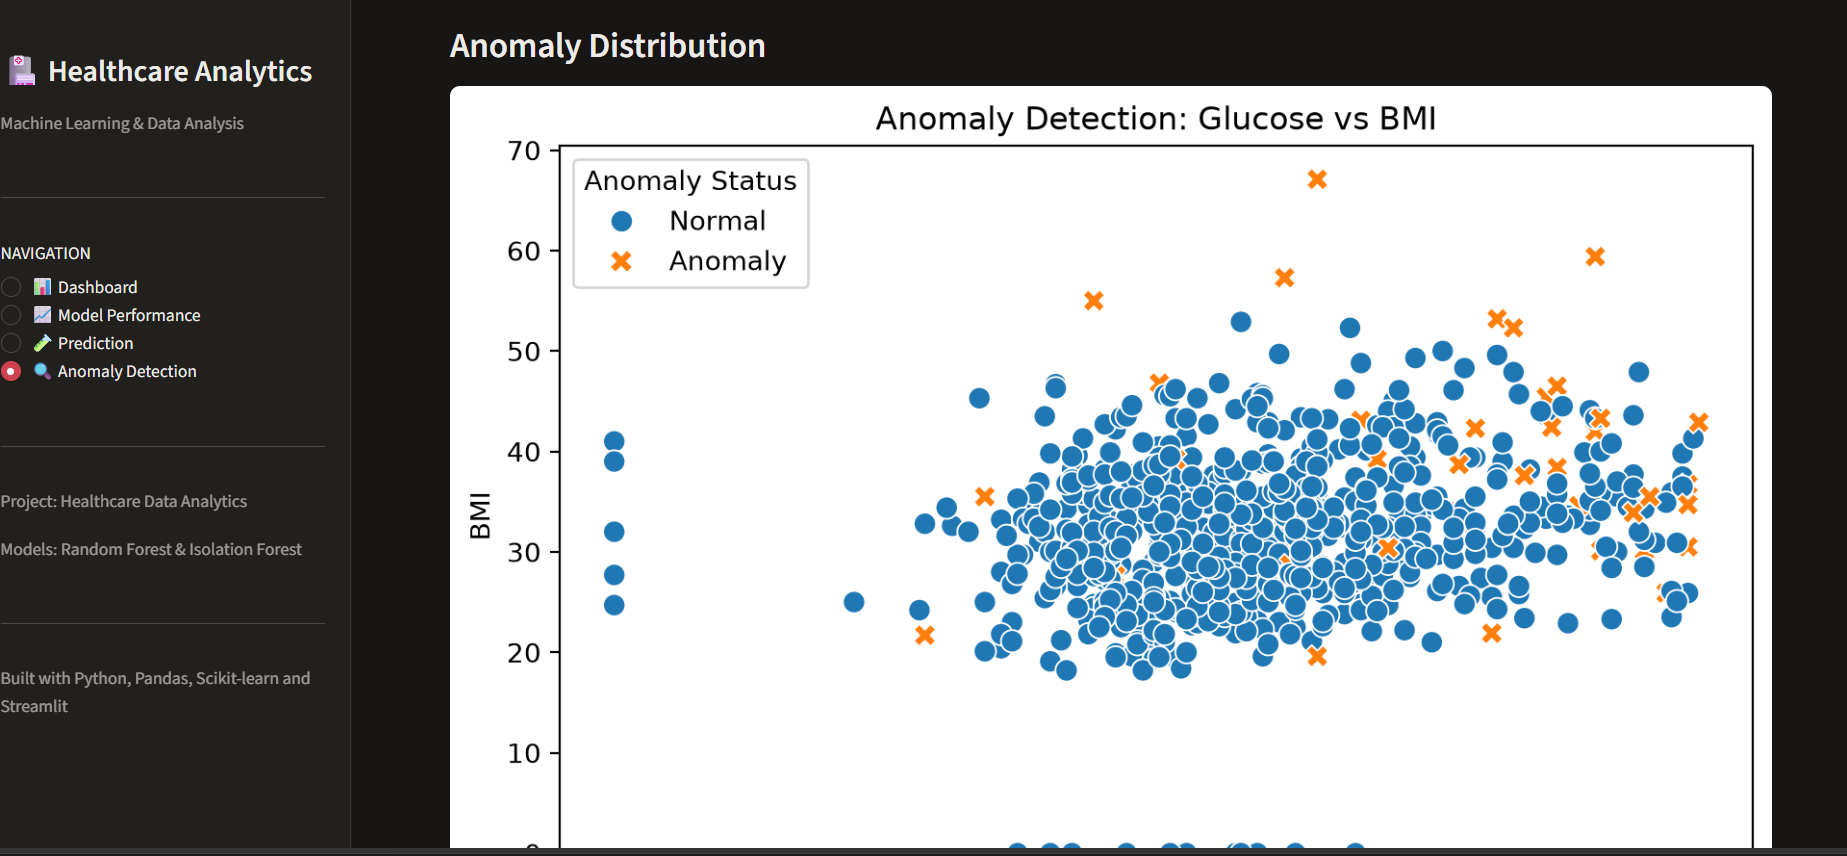 Healthcare Analytics
Machine Learning & Data Analysis
NAVIGATION
Dashboard
Model Performance
Prediction
Anomaly Detection
Project: Healthcare Data Analytics
Models: Random Forest & Isolation Forest
Built with Python, Pandas, Scikit-learn and
Streamlit
Anomaly Distribution
Anomaly Detection: Glucose vs BMI
Anomaly Status
Normal
Anomaly
BMI
70
60
50
40
30
20
10